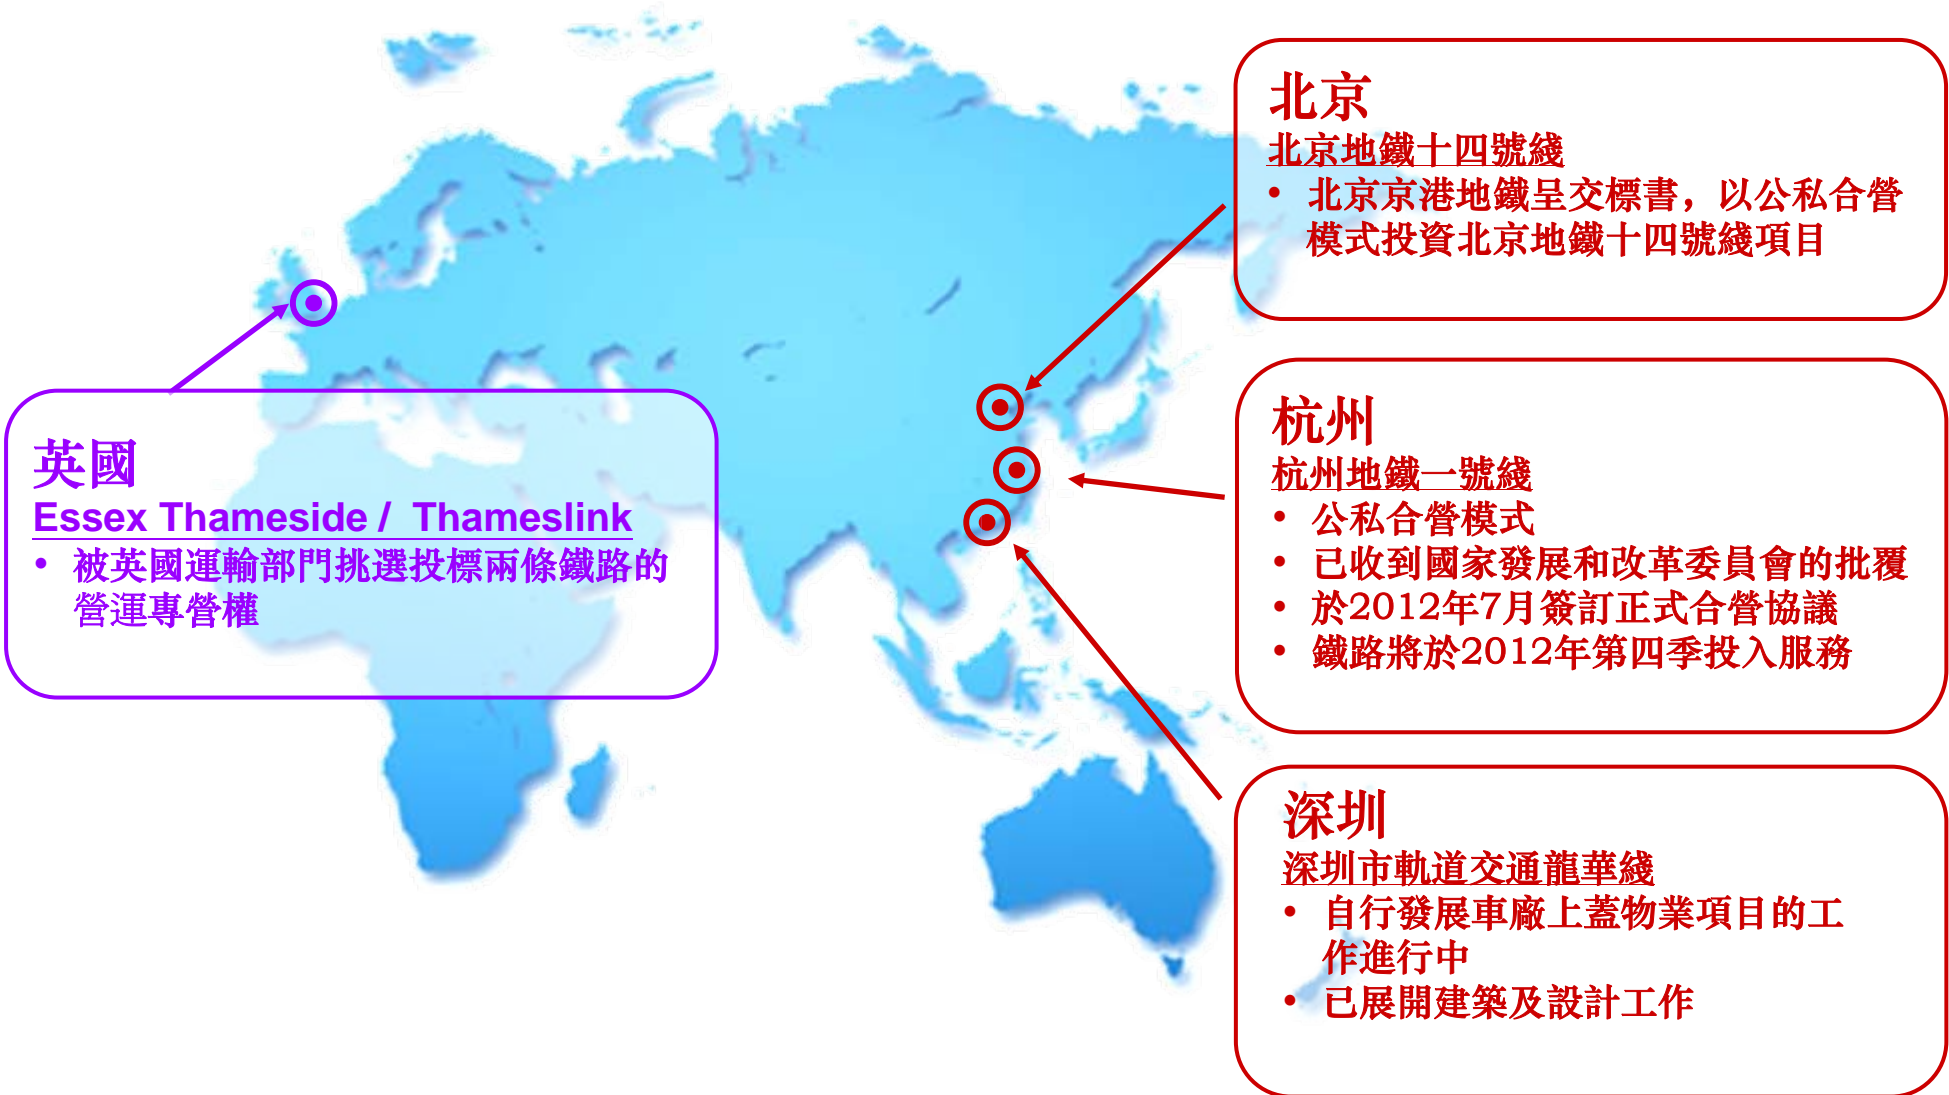 北京
北京地鐵十四號綫
• 北京京港地鐵呈交標書，以公私合營
模式投資北京地鐵十四號綫項目
杭州
杭州地鐵一號綫
• 公私合營模式
• 已收到國家發展和改革委員會的批覆
• 於2012年7月簽訂正式合營協議
• 鐵路將於2012年第四季投入服務
英國
Essex Thameside / Thameslink
• 被英國運輸部門挑選投標兩條鐵路的
營運專營權
深圳
深圳市軌道交通龍華綫
• 自行發展車廠上蓋物業項目的工
作進行中
• 已展開建築及設計工作